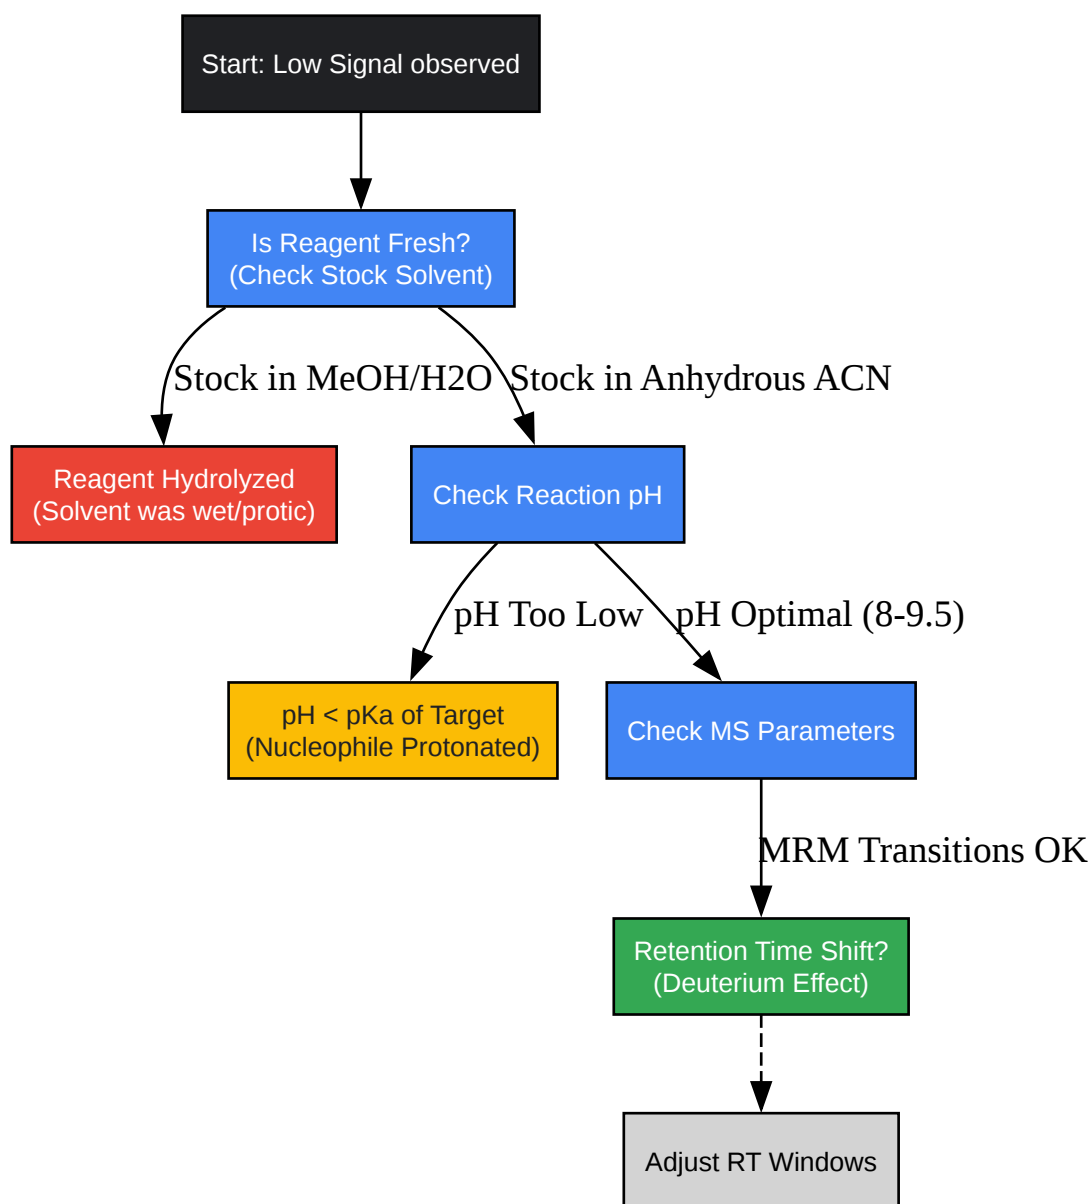 Start: Low Signal observed
Is Reagent Fresh?
(Check Stock Solvent)
Stock in MeOH/H2O
Stock in Anhydrous ACN
Reagent Hydrolyzed
(Solvent was wet/protic)
Check Reaction pH
pH Too Low
pH Optimal (8-9.5)
pH < pKa of Target
(Nucleophile Protonated)
Check MS Parameters
MRM Transitions OK
Retention Time Shift?
(Deuterium Effect)
Adjust RT Windows